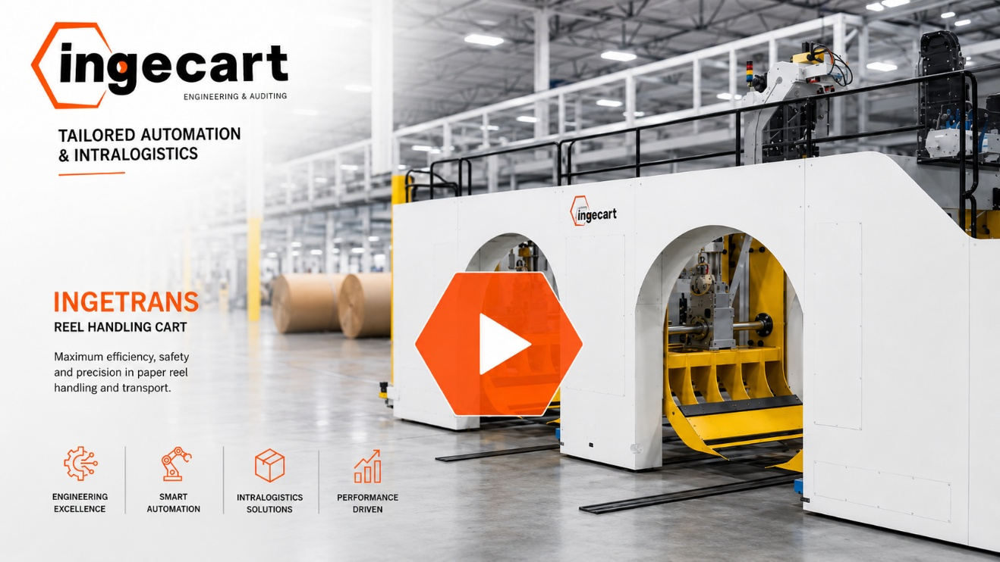 ingecart
ENGINEERING & AUDITING
TAILORED AUTOMATION
& INTRALOGISTICS
ingecart
INGETRANS
REEL HANDLING CART
Maximum efficiency, safety
and precision in paper reel
handling and transport.
ENGINEERING
EXCELLENCE
SMART
AUTOMATION
INTRALOGISTICS
SOLUTIONS
PERFORMANCE
DRIVEN